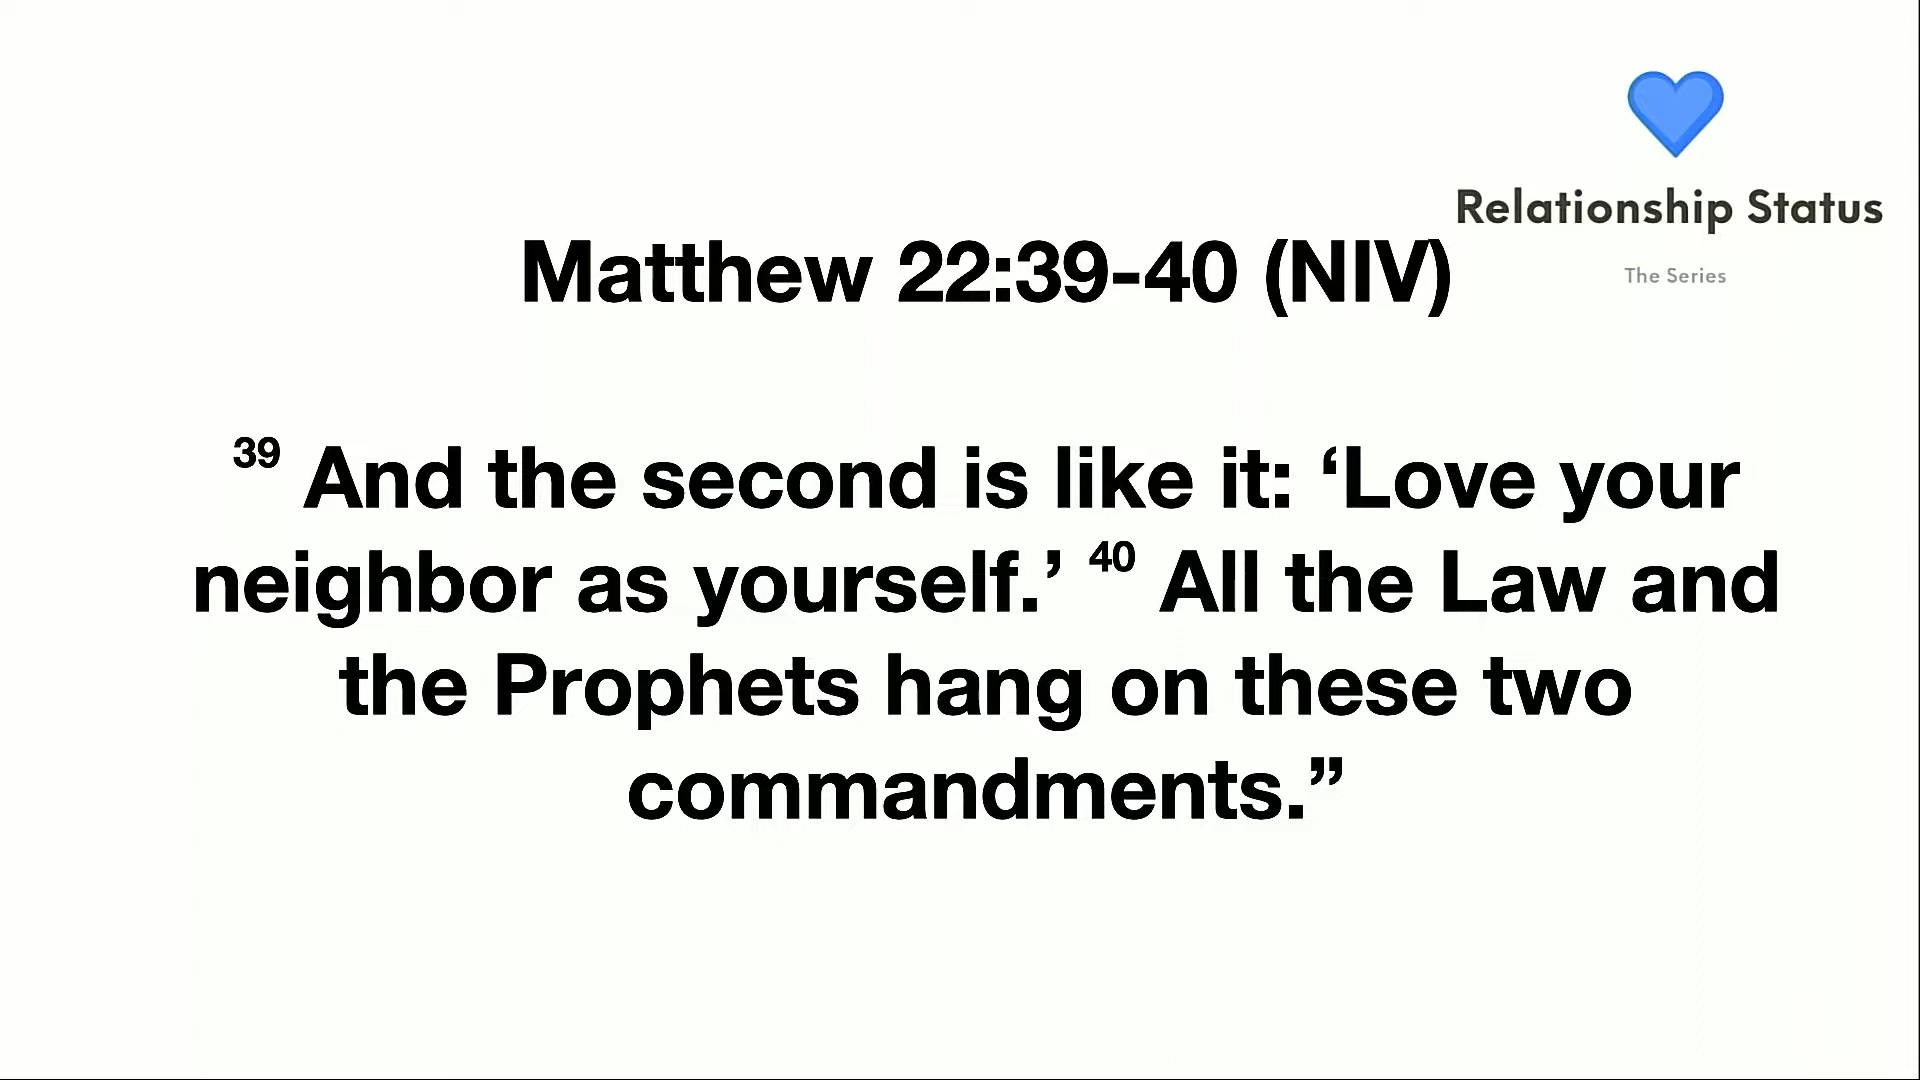 Relationship Status
The Series
Matthew 22:39-40 (NIV)
39 And the second is like it: ‘Love your
neighbor as yourself.’ 40 All the Law and
the Prophets hang on these two
commandments.”